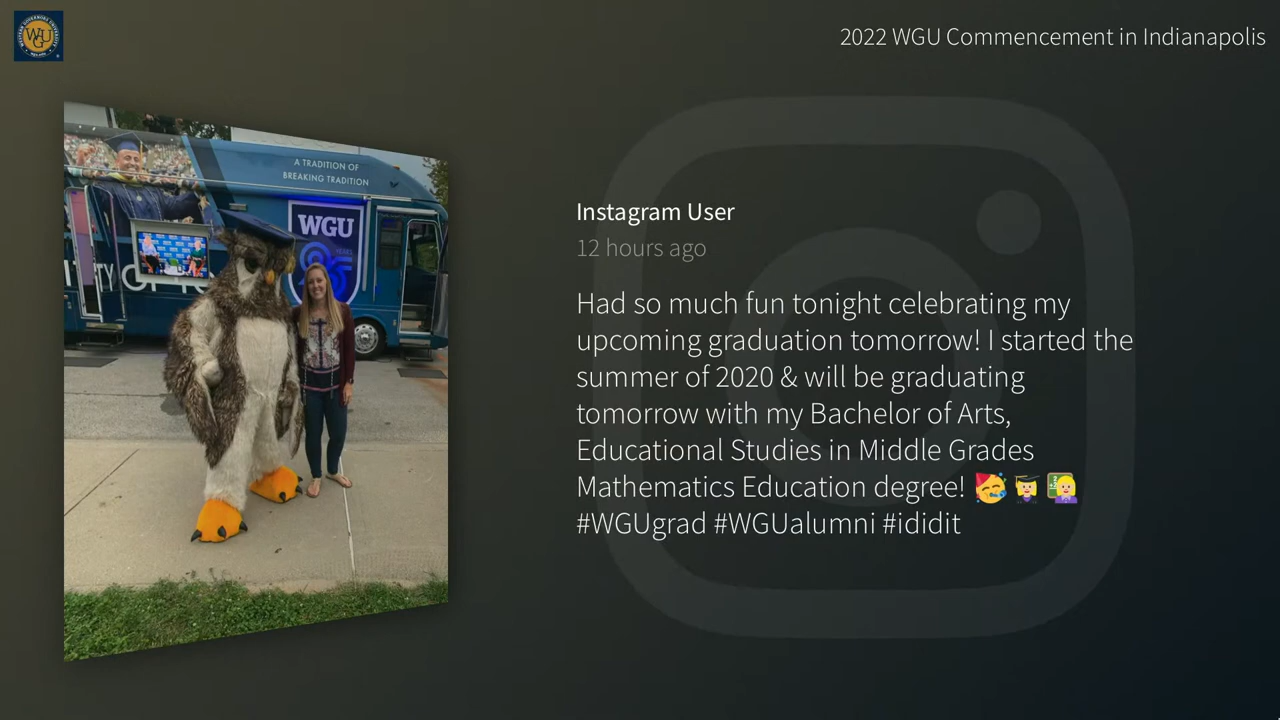 WGU
2022 WGU Commencement in Indianapolis
A TRADITION OF
BREAKING TRADITION
WGU
Instagram User
12 hours ago
Had so much fun tonight celebrating my
upcoming graduation tomorrow! I started the
summer of 2020 & will be graduating
tomorrow with my Bachelor of Arts,
Educational Studies in Middle Grades
Mathematics Education degree! 🥳👩🏼‍🎓👩🏼‍🏫
#WGUgrad #WGUalumni #ididit